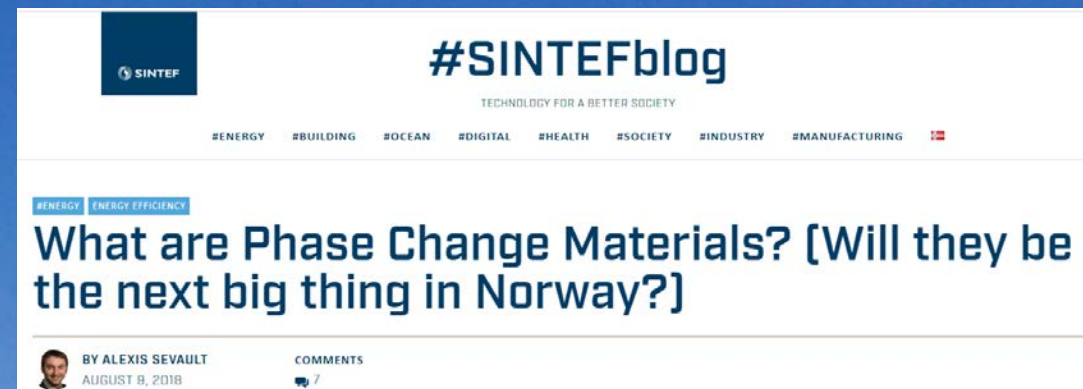 SINTEF
#SINTEFblog
TECHNOLOGY FOR A BETTER SOCIETY
#ENERGY #BUILDING #OCEAN #DIGITAL #HEALTH #SOCIETY #INDUSTRY #MANUFACTURING
#ENERGY ENERGY EFFICIENCY
What are Phase Change Materials? (Will they be
the next big thing in Norway?)
BY ALEXIS SEVAULT COMMENTS
AUGUST 9, 2018 7